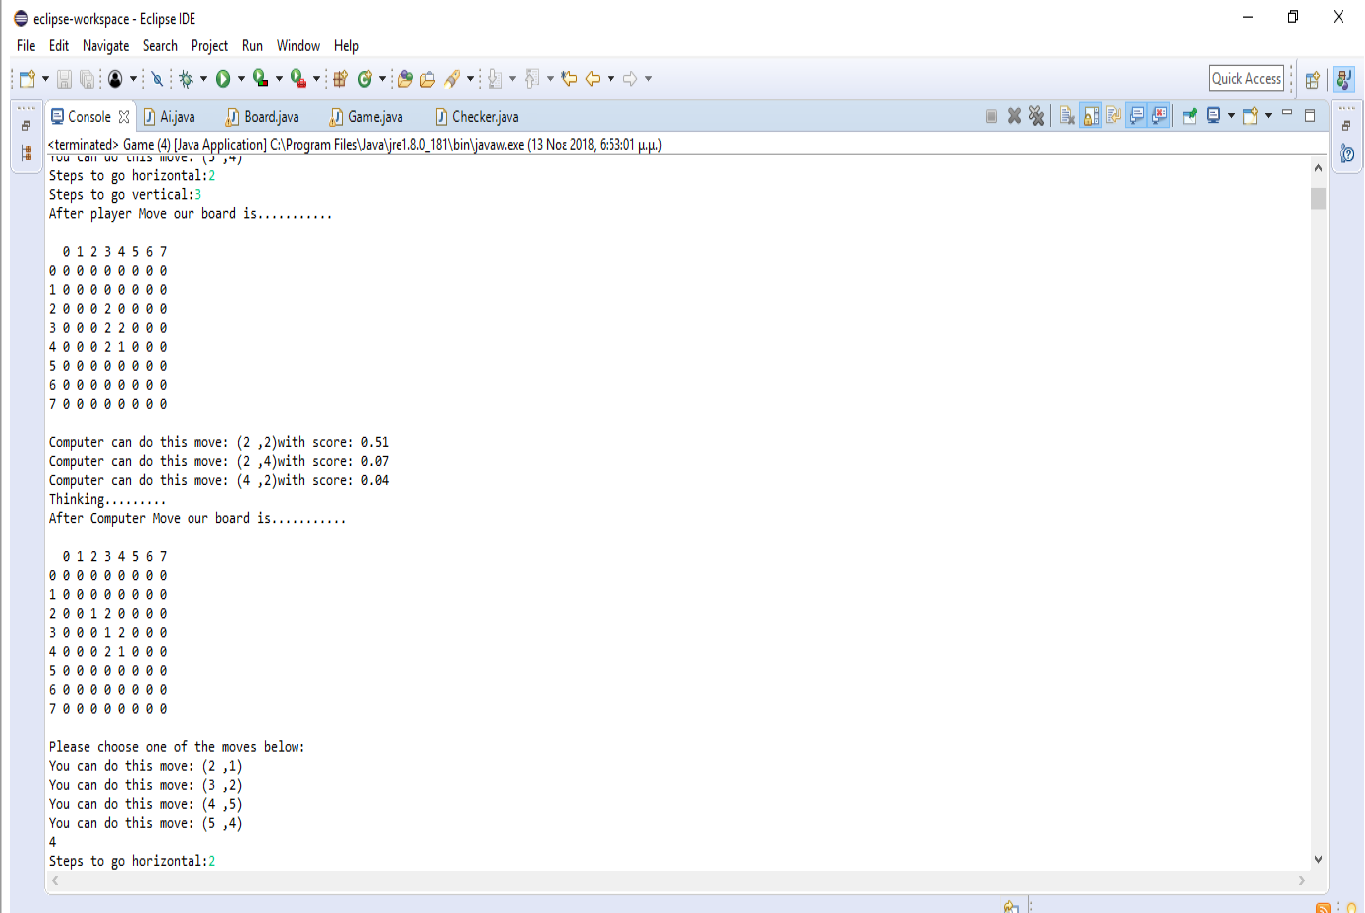 eclipse-workspace - Eclipse IDE
File Edit Navigate Search Project Run Window Help
Quick Access
Console Ai.java Board.java Game.java Checker.java
<terminated> Game (4) [Java Application] C:\Program Files\Java\jre1.8.0_181\bin\javaw.exe (13 Νοε 2018, 6:53:01 μ.μ.)
You can do this move: (5 ,4)
Steps to go horizontal:2
Steps to go vertical:3
After player Move our board is...........
0 1 2 3 4 5 6 7
0 0 0 0 0 0 0 0 0
1 0 0 0 0 0 0 0 0
2 0 0 0 2 0 0 0 0
3 0 0 0 2 2 0 0 0
4 0 0 0 2 1 0 0 0
5 0 0 0 0 0 0 0 0
6 0 0 0 0 0 0 0 0
7 0 0 0 0 0 0 0 0
Computer can do this move: (2 ,2)with score: 0.51
Computer can do this move: (2 ,4)with score: 0.07
Computer can do this move: (4 ,2)with score: 0.04
Thinking.........
After Computer Move our board is...........
0 1 2 3 4 5 6 7
0 0 0 0 0 0 0 0 0
1 0 0 0 0 0 0 0 0
2 0 0 1 2 0 0 0 0
3 0 0 0 1 2 0 0 0
4 0 0 0 2 1 0 0 0
5 0 0 0 0 0 0 0 0
6 0 0 0 0 0 0 0 0
7 0 0 0 0 0 0 0 0
Please choose one of the moves below:
You can do this move: (2 ,1)
You can do this move: (3 ,2)
You can do this move: (4 ,5)
You can do this move: (5 ,4)
4
Steps to go horizontal:2